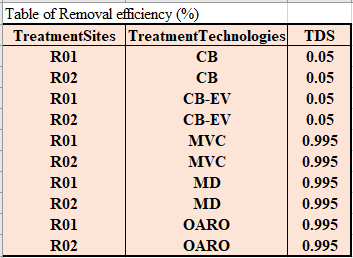 Table of Removal efficiency (%)
TreatmentSites TreatmentTechnologies TDS
R01 CB 0.05
R02 CB 0.05
R01 CB-EV 0.05
R02 CB-EV 0.05
R01 MVC 0.995
R02 MVC 0.995
R01 MD 0.995
R02 MD 0.995
R01 OARO 0.995
R02 OARO 0.995